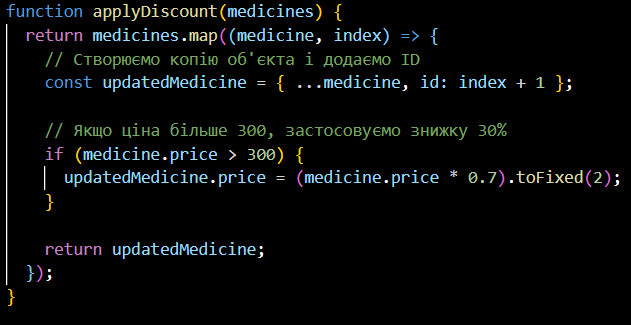 function applyDiscount(medicines) {
  return medicines.map((medicine, index) => {
    // Створюємо копію об'єкта і додаємо ID
    const updatedMedicine = { ...medicine, id: index + 1 };

    // Якщо ціна більше 300, застосовуємо знижку 30%
    if (medicine.price > 300) {
      updatedMedicine.price = (medicine.price * 0.7).toFixed(2);
    }

    return updatedMedicine;
  });
}